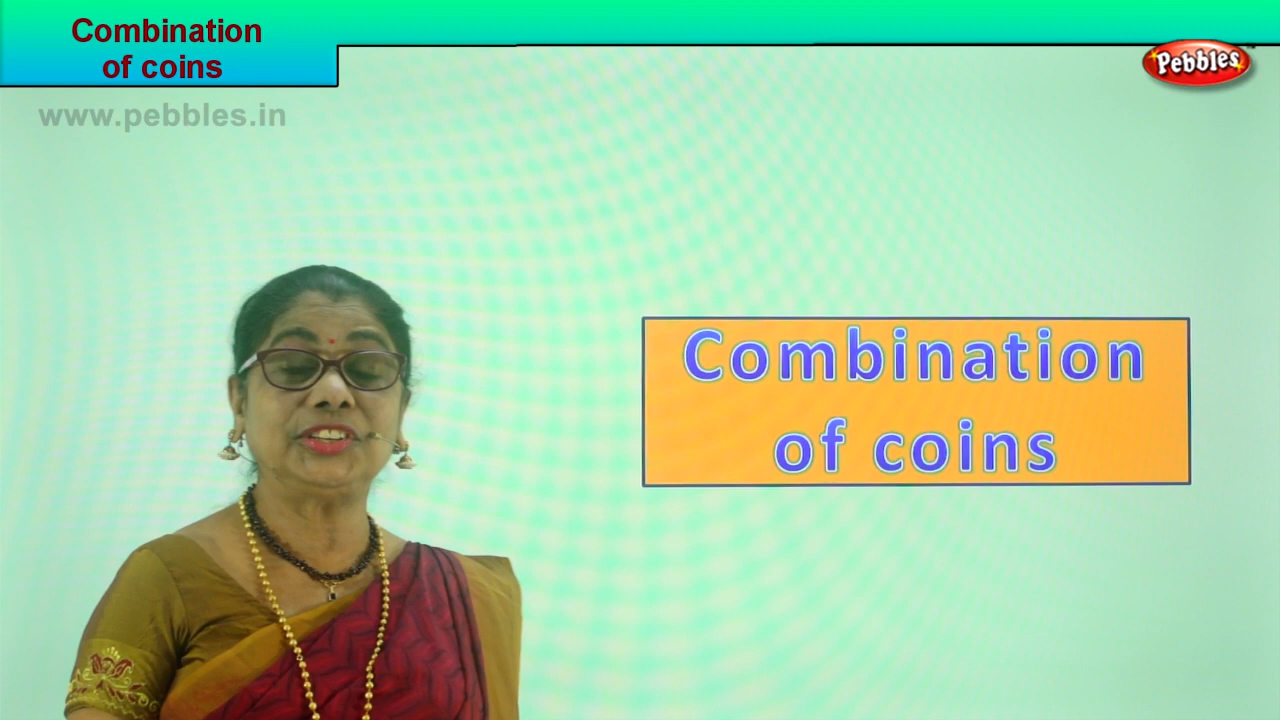 Combination
of coins
Pebbles
www.pebbles.in
Combination
of coins